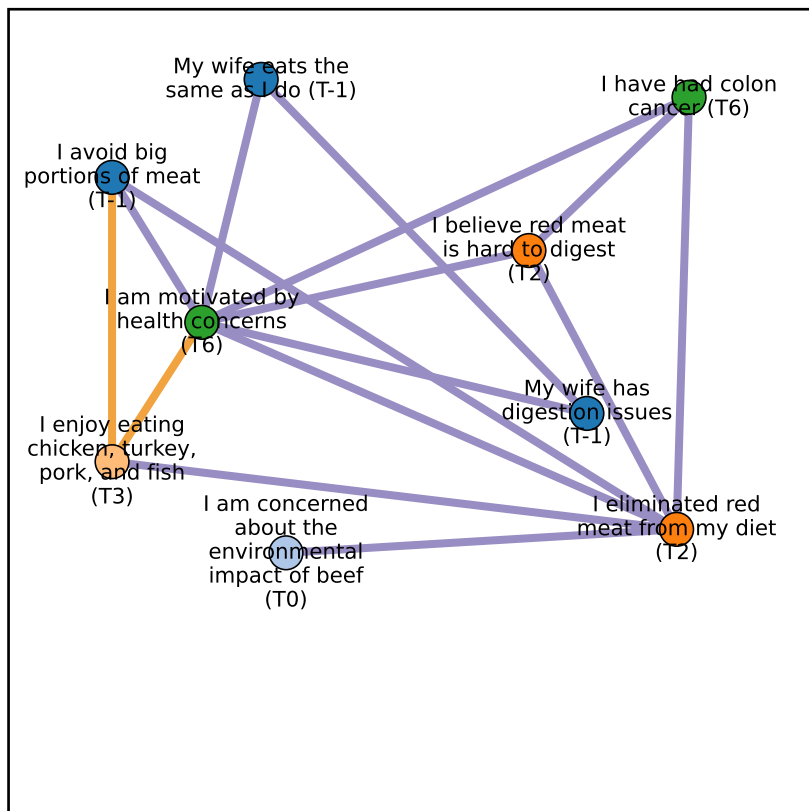 My wife eats the
same as I do (T-1)
I have had colon
cancer (T6)
I avoid big
portions of meat
(T-1)
I believe red meat
is hard to digest
(T2)
I am motivated by
health concerns
(T6)
My wife has
digestion issues
(T-1)
I enjoy eating
chicken, turkey,
pork, and fish
(T3)
I am concerned
about the
environmental
impact of beef
(T0)
I eliminated red
meat from my diet
(T2)